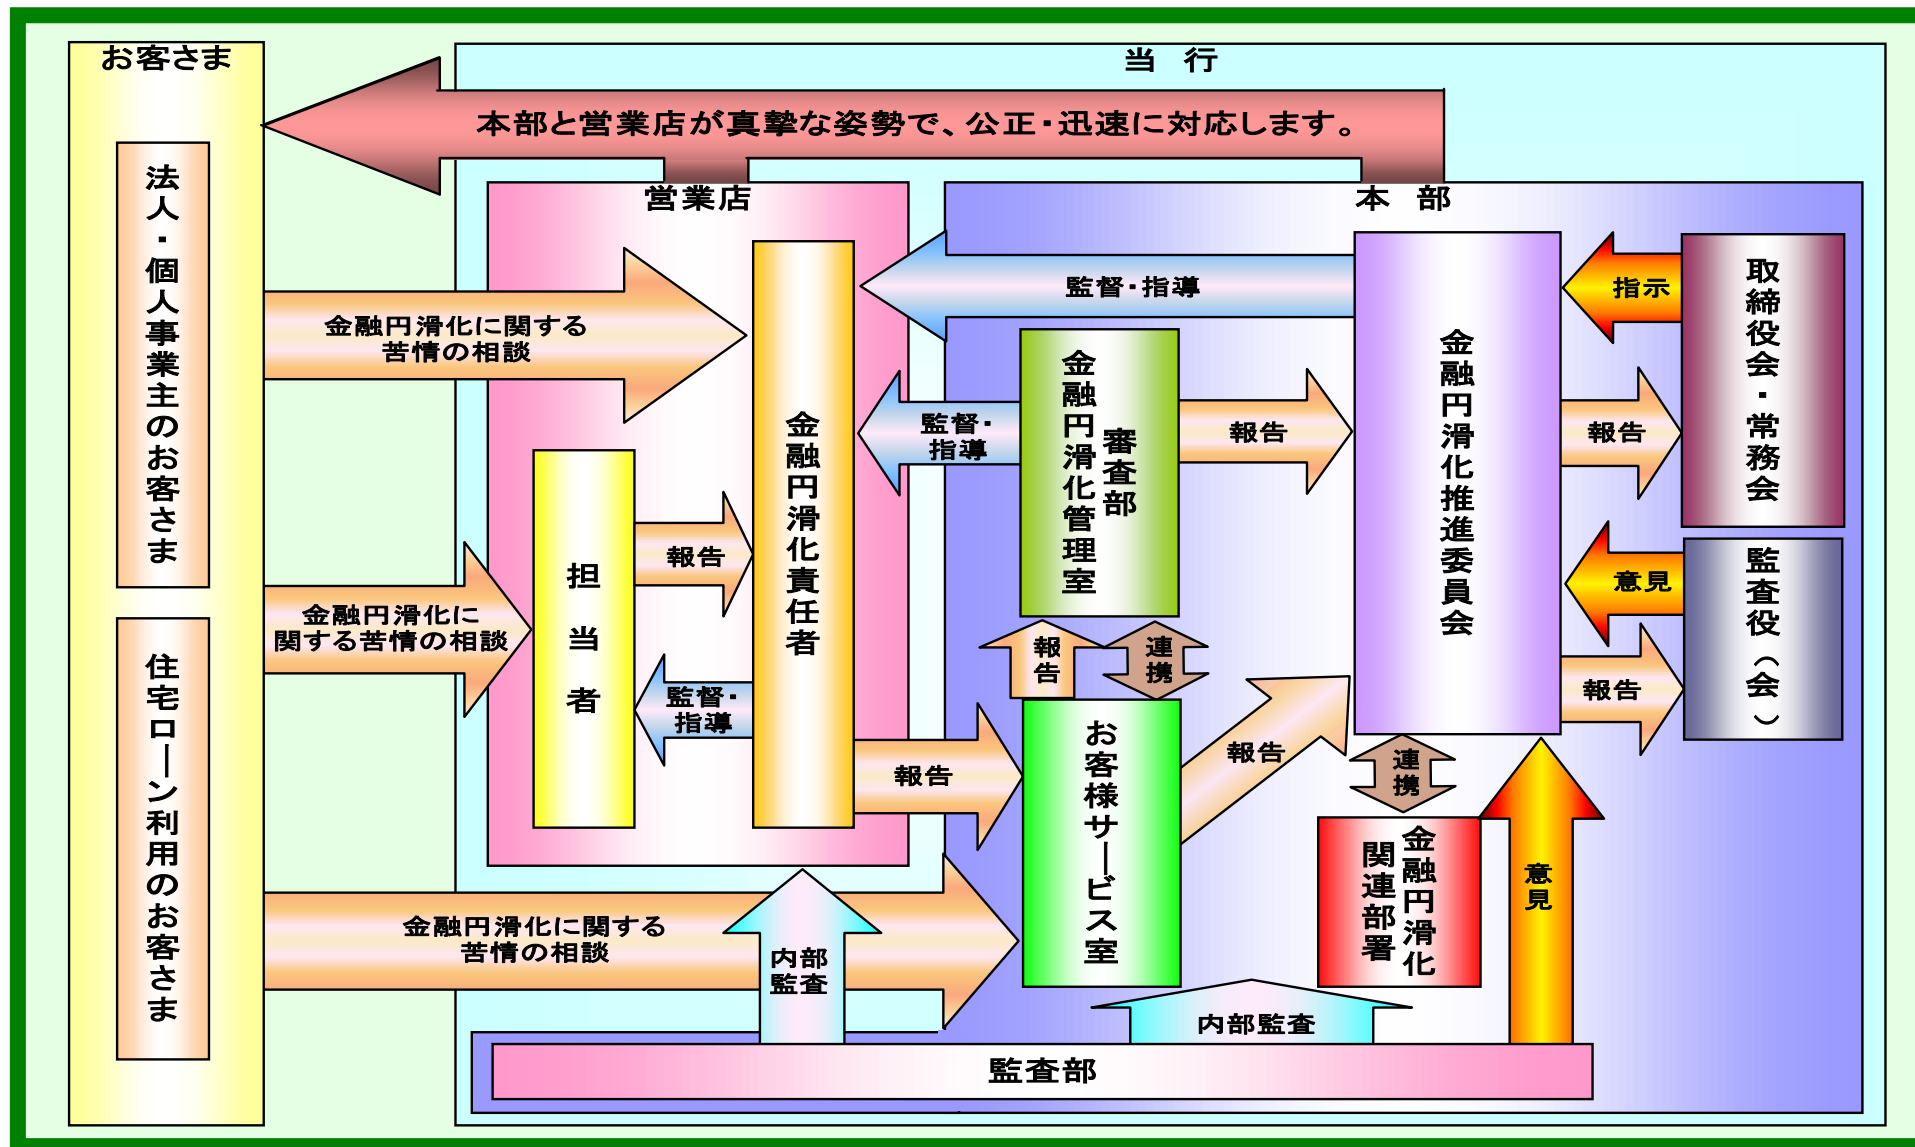 お客さま
当 行
本部と営業店が真摯な姿勢で、公正・迅速に対応します。
法人・個人事業主のお客さま
住宅ローン利用のお客さま
営業店
本 部
金融円滑化に関する
苦情の相談
金融円滑化に
関する苦情の相談
金融円滑化に関する
苦情の相談
担当者
報告
監督・
指導
金融円滑化責任者
監督・指導
監督・
指導
報告
審査部
金融円滑化管理室
報告
報告
連携
お客様サービス室
報告
金融円滑化推進委員会
連携
金融円滑化
関連部署
指示
報告
取締役会・常務会
意見
報告
監査役（会）
意見
内部
監査
内部監査
監査部